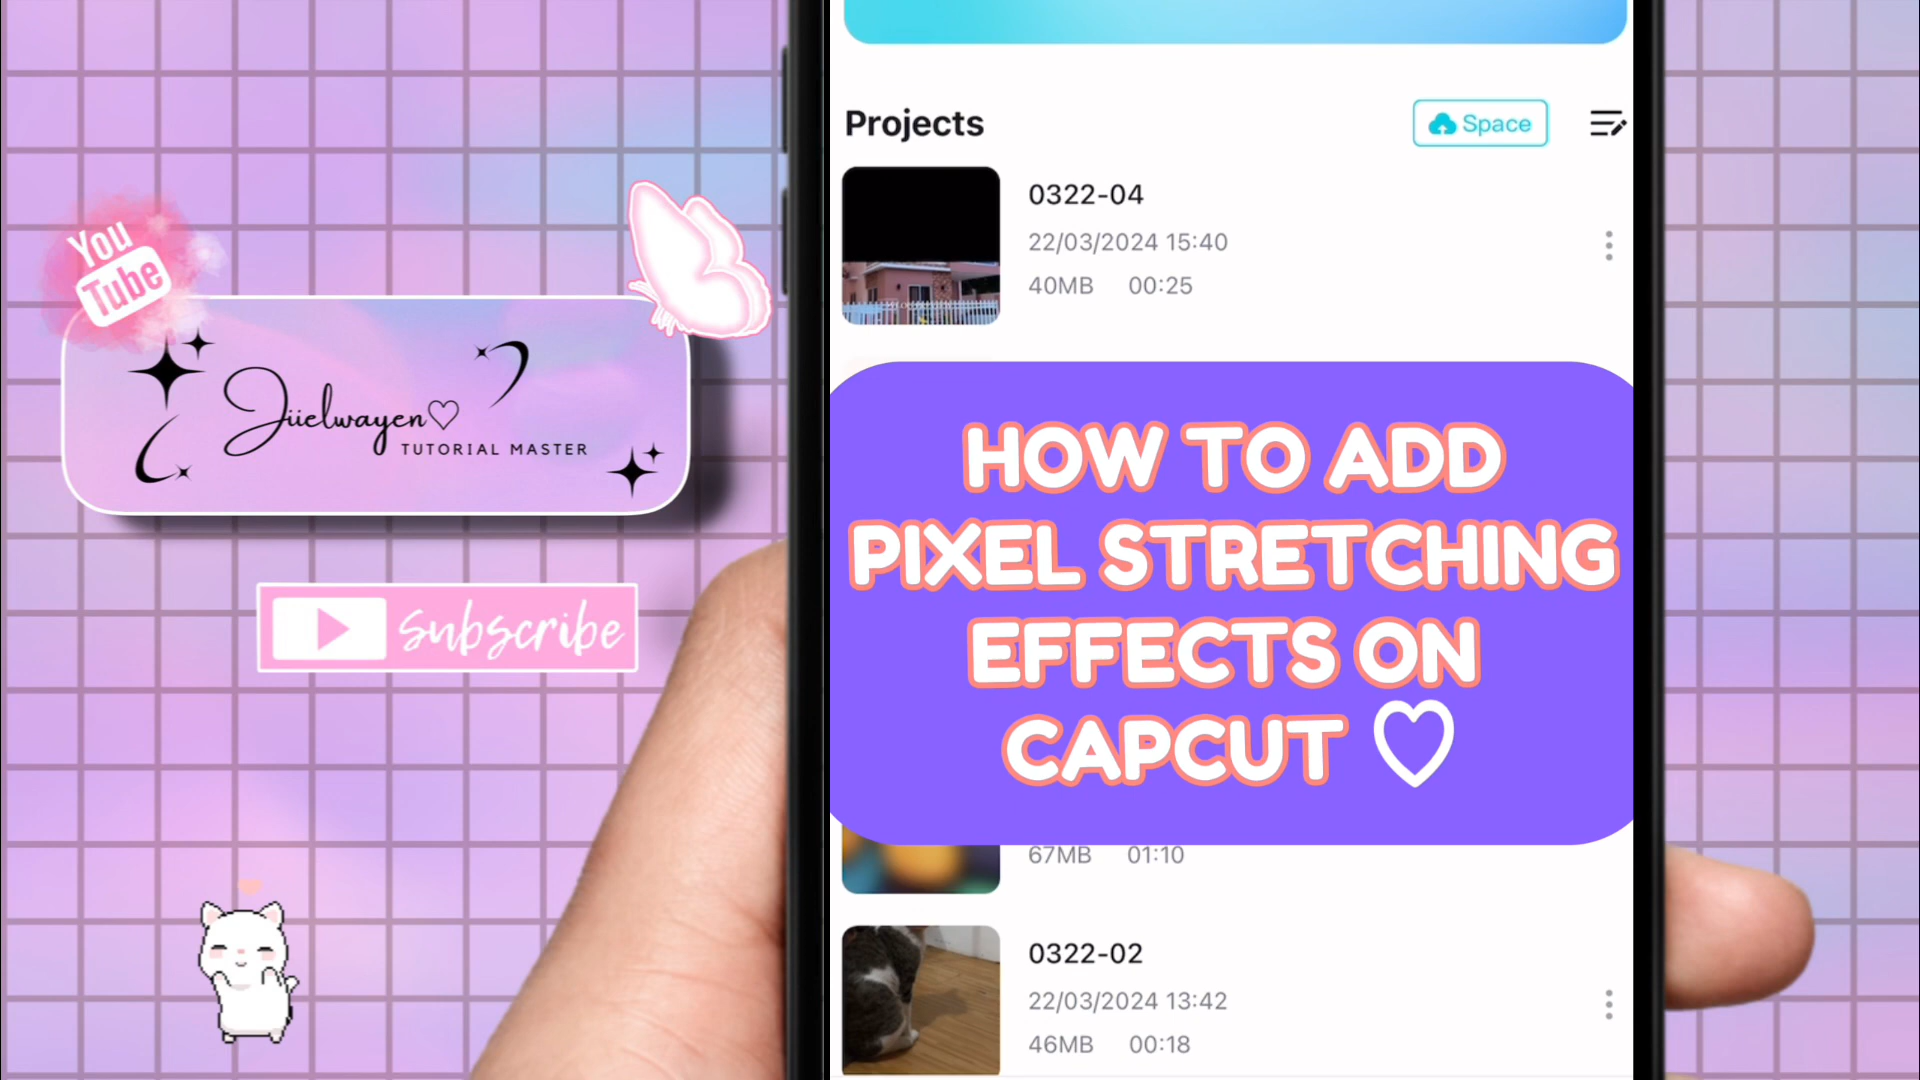 You
Tube
Jüelwayen♡
TUTORIAL MASTER
Subscribe
Projects
Space
0322-04
22/03/2024 15:40
40MB 00:25
HOW TO ADD
PIXEL STRETCHING
EFFECTS ON
CAPCUT ♡
67MB 01:10
0322-02
22/03/2024 13:42
46MB 00:18